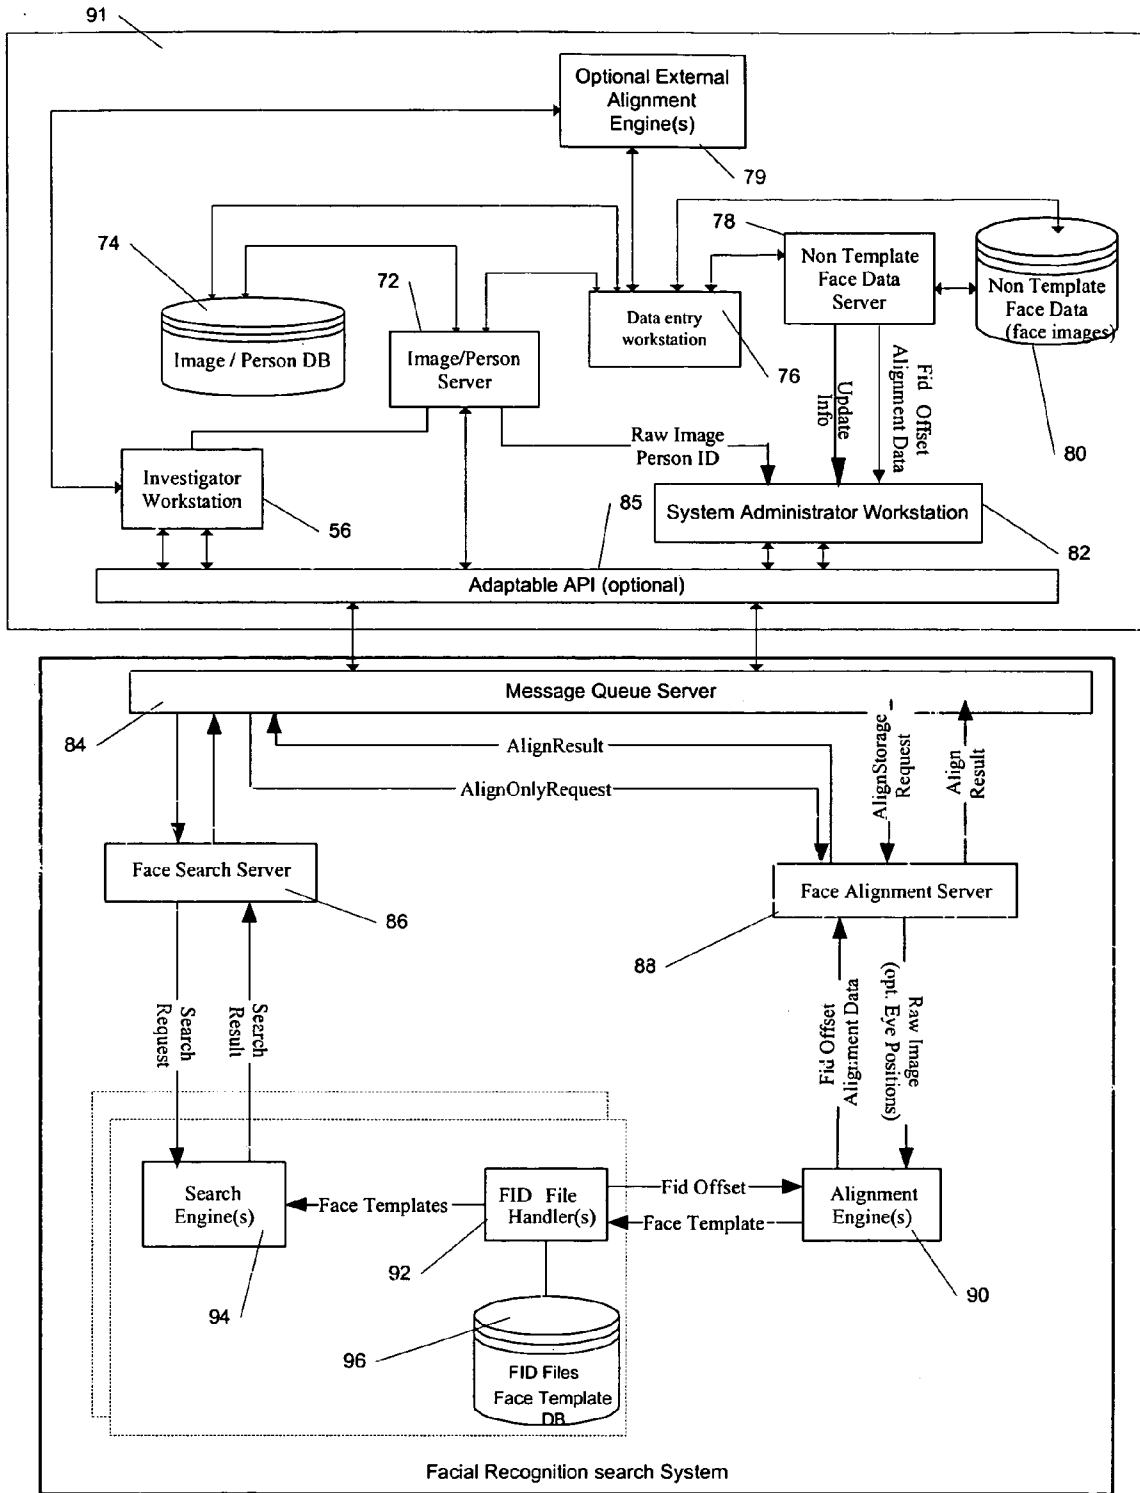 91
Optional External
Alignment
Engine(s)
79
74
72
78
Non Template
Face Data
Server
Non Template
Face Data
(face images)
Image / Person DB
Image/Person
Server
Data entry
workstation
76
80
Update
Info
Fid Offset
Alignment Data
Raw Image
Person ID
Investigator
Workstation
56
85
System Administrator Workstation
82
Adaptable API (optional)
Message Queue Server
84
AlignResult
AlignOnlyRequest
AlignStorage
Request
Align
Result
Face Search Server
86
Face Alignment Server
88
Search
Request
Search
Result
Fid Offset
Alignment Data
Raw Image
(opt. Eye Positions)
Search
Engine(s)
Face Templates
FID File
Handler(s)
Fid Offset
Face Template
Alignment
Engine(s)
94
92
90
96
FID Files
Face Template
DB
Facial Recognition search System